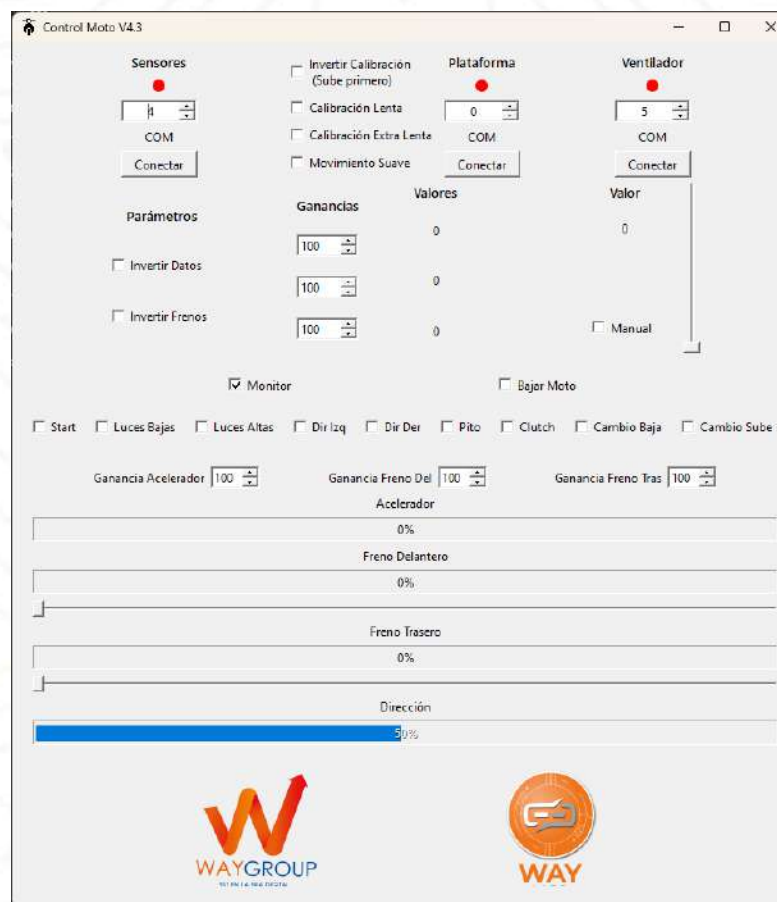 Control Moto V4.3
Sensores
4
COM
Conectar
Invertir Calibración
(Sube primero)
Calibración Lenta
Calibración Extra Lenta
Movimiento Suave
Plataforma
0
COM
Conectar
Ventilador
5
COM
Conectar
Parámetros
Invertir Datos
Invertir Frenos
Ganancias
100
100
100
Valores
0
0
0
Valor
0
Manual
Monitor
Bajar Moto
Start Luces Bajas Luces Altas Dir Izq Dir Der Pito Clutch Cambio Baja Cambio Sube
Ganancia Acelerador 100 Ganancia Freno Del 100 Ganancia Freno Tras 100
Acelerador
0%
Freno Delantero
0%
Freno Trasero
0%
Dirección
50%
WAYGROUP
WAY